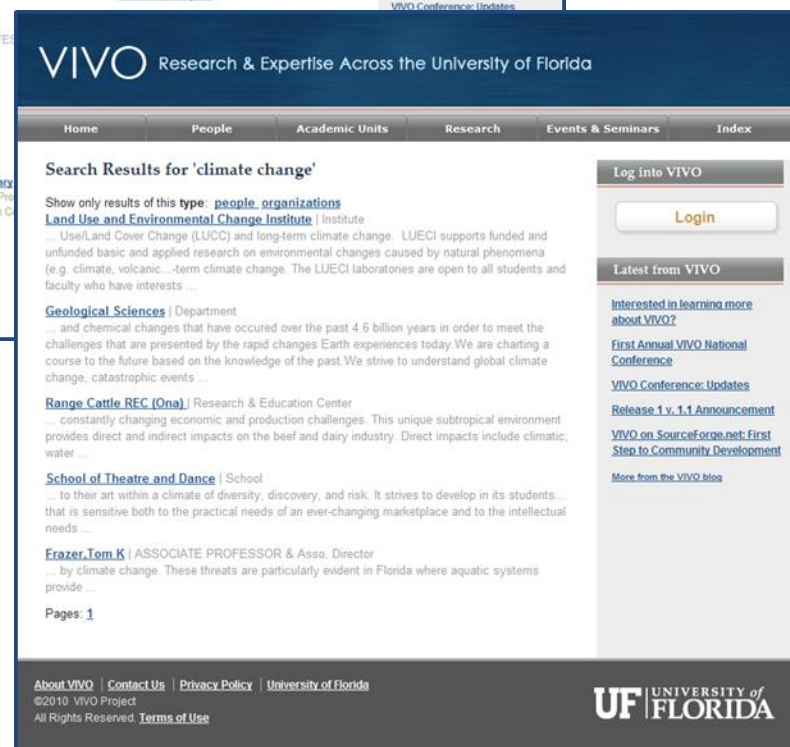 VIVO Conference: Updates
VIVO Research & Expertise Across the University of Florida
Home People Academic Units Research Events & Seminars Index
Search Results for 'climate change'
Show only results of this type: people organizations
Land Use and Environmental Change Institute | Institute
... Use/Land Cover Change (LUCC) and long-term climate change. LUECI supports funded and
unfunded basic and applied research on environmental changes caused by natural phenomena
(e.g. climate, volcanic...-term climate change. The LUECI laboratories are open to all students and
faculty who have interests ...
Geological Sciences | Department
... and chemical changes that have occured over the past 4.6 billion years in order to meet the
challenges that are presented by the rapid changes Earth experiences today.We are charting a
course to the future based on the knowledge of the past.We strive to understand global climate
change, catastrophic events ...
Range Cattle REC (Ona) | Research & Education Center
... constantly changing economic and production challenges. This unique subtropical environment
provides direct and indirect impacts on the beef and dairy industry. Direct impacts include climatic,
water ...
School of Theatre and Dance | School
... to their art within a climate of diversity, discovery, and risk. It strives to develop in its students...
that is sensitive both to the practical needs of an ever-changing marketplace and to the intellectual
needs ...
Frazer,Tom K | ASSOCIATE PROFESSOR & Asso. Director
... by climate change. These threats are particularly evident in Florida where aquatic systems
provide ...
Pages: 1
Log into VIVO
Login
Latest from VIVO
Interested in learning more
about VIVO?
First Annual VIVO National
Conference
VIVO Conference: Updates
Release 1 v. 1.1 Announcement
VIVO on SourceForge.net: First
Step to Community Development
More from the VIVO blog
About VIVO | Contact Us | Privacy Policy | University of Florida
©2010 VIVO Project
All Rights Reserved. Terms of Use
UF UNIVERSITY of
FLORIDA